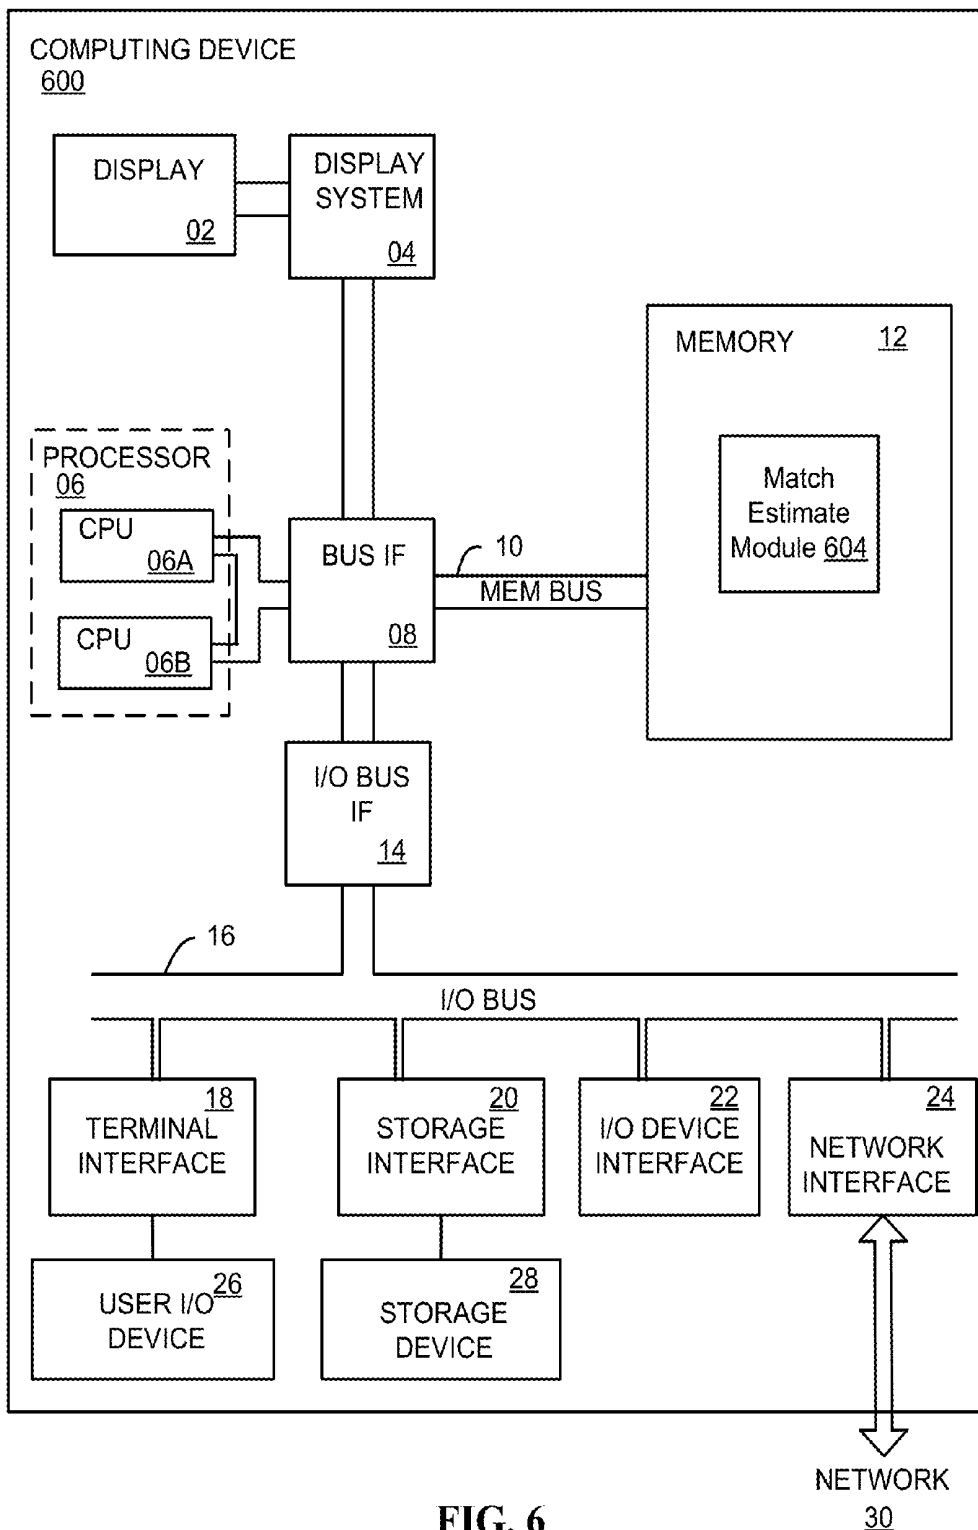 COMPUTING DEVICE
600
DISPLAY
02
DISPLAY
SYSTEM
04
MEMORY
12
Match
Estimate
Module 604
PROCESSOR
06
CPU
06A
CPU
06B
BUS IF
08
10
MEM BUS
I/O BUS
IF
14
16
I/O BUS
18
TERMINAL
INTERFACE
20
STORAGE
INTERFACE
22
I/O DEVICE
INTERFACE
24
NETWORK
INTERFACE
26
USER I/O
DEVICE
28
STORAGE
DEVICE
NETWORK
30
FIG. 6